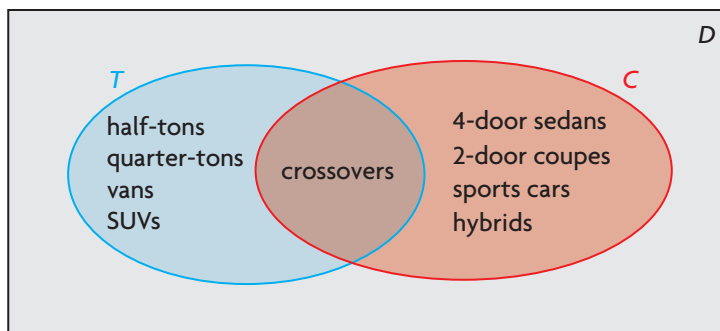 D
T
C
half-tons
quarter-tons
vans
SUVs
crossovers
4-door sedans
2-door coupes
sports cars
hybrids